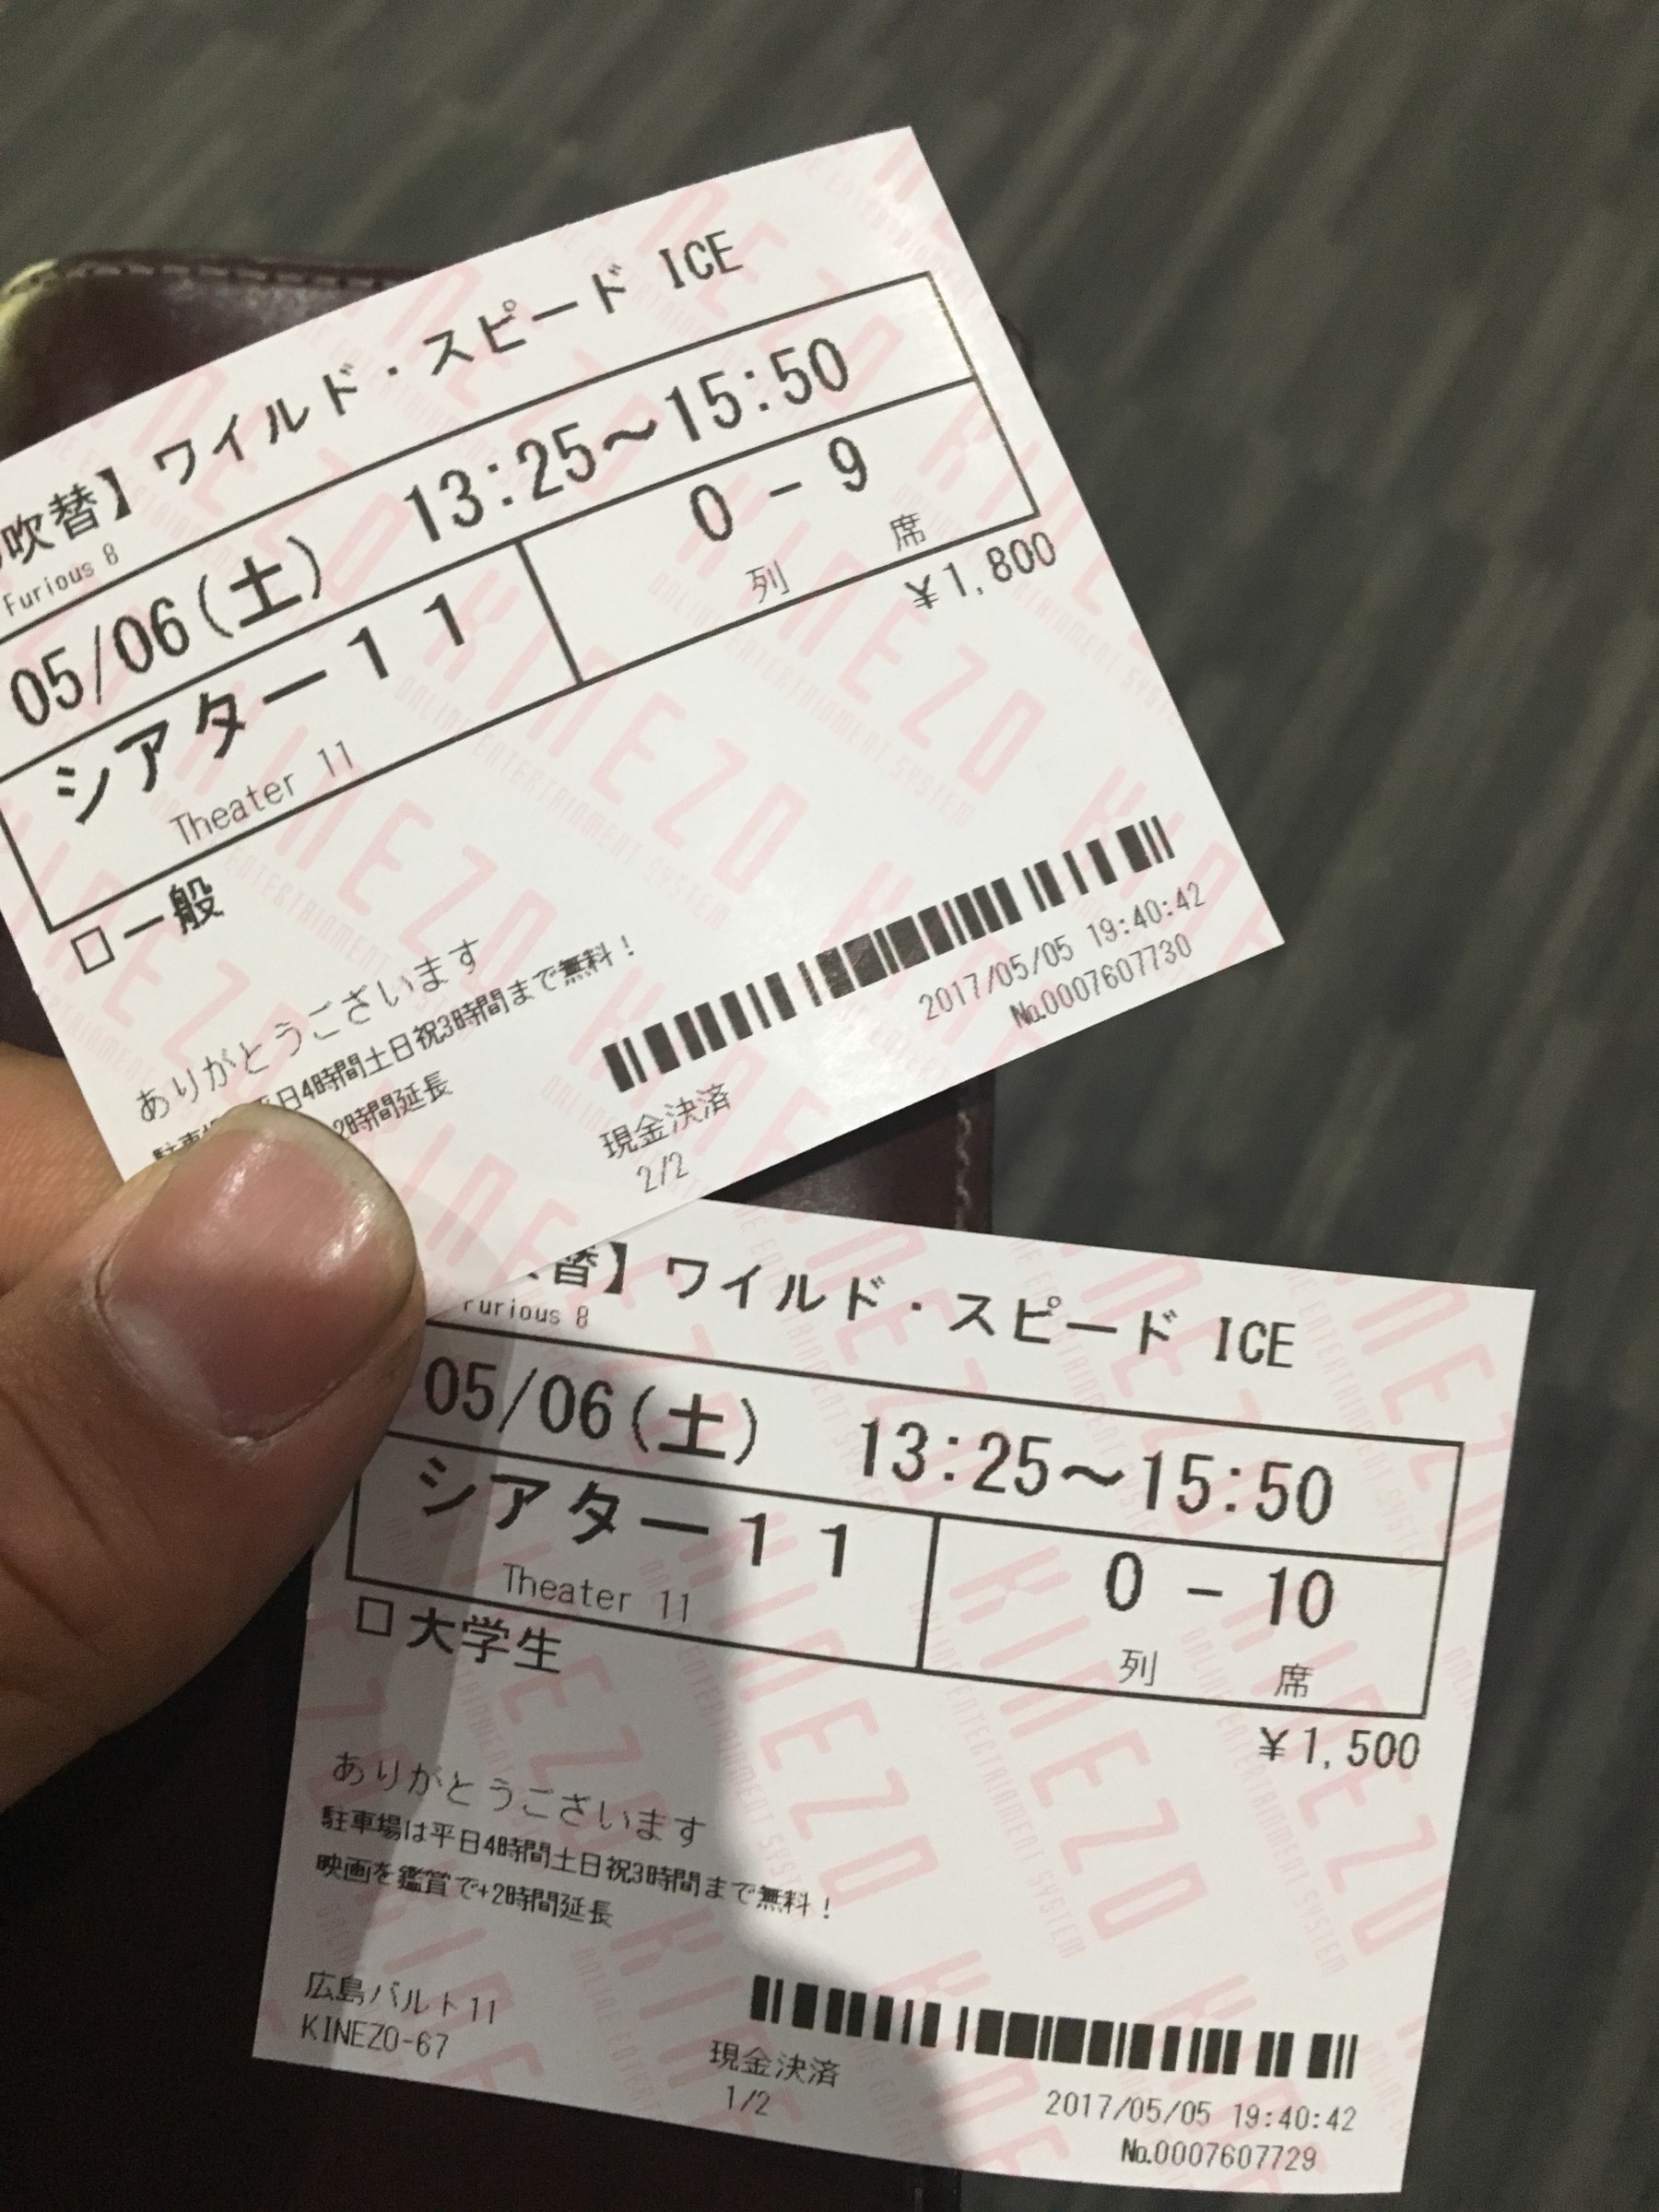 吹替】ワイルド・スピード ICE
Furious 8
05/06(土) 13:25～15:50
シアター１１
Theater 11
O - 9
列 席
¥1,800
□一般
ありがとうございます
平日4時間土日祝3時間まで無料！
+2時間延長
現金決済
2/2
2017/05/05 19:40:42
No.0007607730
替】ワイルド・スピード ICE
Furious 8
05/06(土) 13:25～15:50
シアター１１
Theater 11
O - 10
列 席
¥1,500
□大学生
ありがとうございます
駐車場は平日4時間土日祝3時間まで無料！
映画を鑑賞で+2時間延長
広島バルト11
KINEZO-67
現金決済
1/2
2017/05/05 19:40:42
No.0007607729
KINEZO
ONLINE ENTERTAINMENT SYSTEM